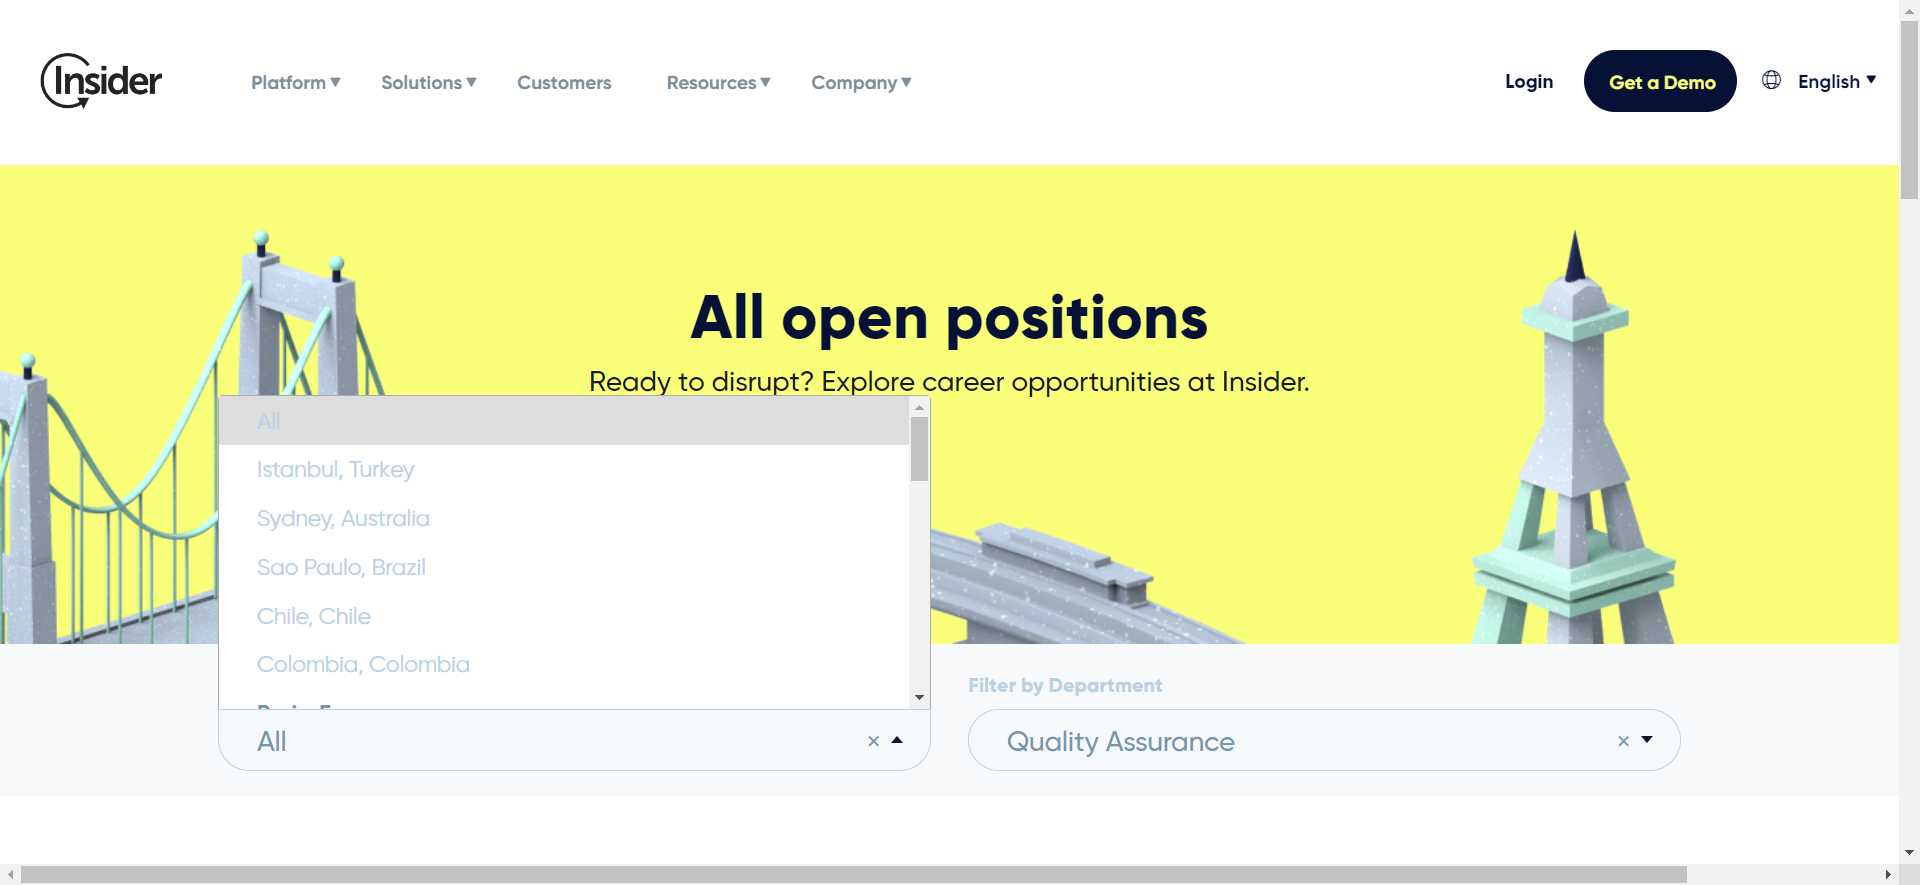 Insider
Platform
Solutions
Customers
Resources
Company
Login
Get a Demo
English
All open positions
Ready to disrupt? Explore career opportunities at Insider.
All
Istanbul, Turkey
Sydney, Australia
Sao Paulo, Brazil
Chile, Chile
Colombia, Colombia
All
Filter by Department
Quality Assurance